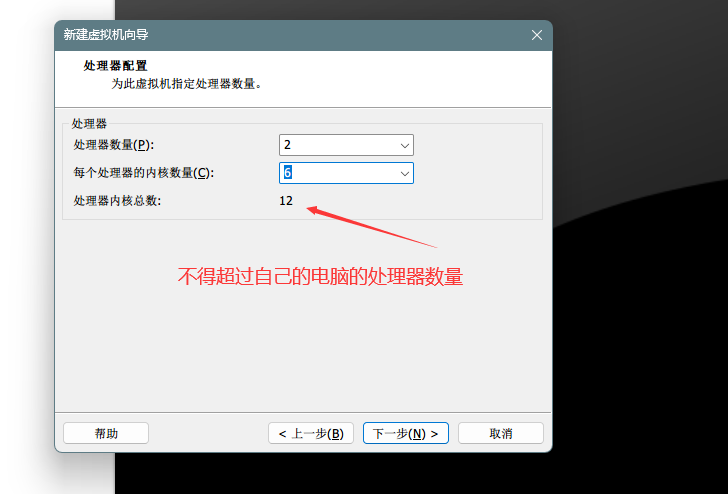 新建虚拟机向导
处理器配置
为此虚拟机指定处理器数量。
处理器
处理器数量(P): 2
每个处理器的内核数量(C): 6
处理器内核总数: 12
不得超过自己的电脑的处理器数量
帮助 < 上一步(B) 下一步(N) > 取消